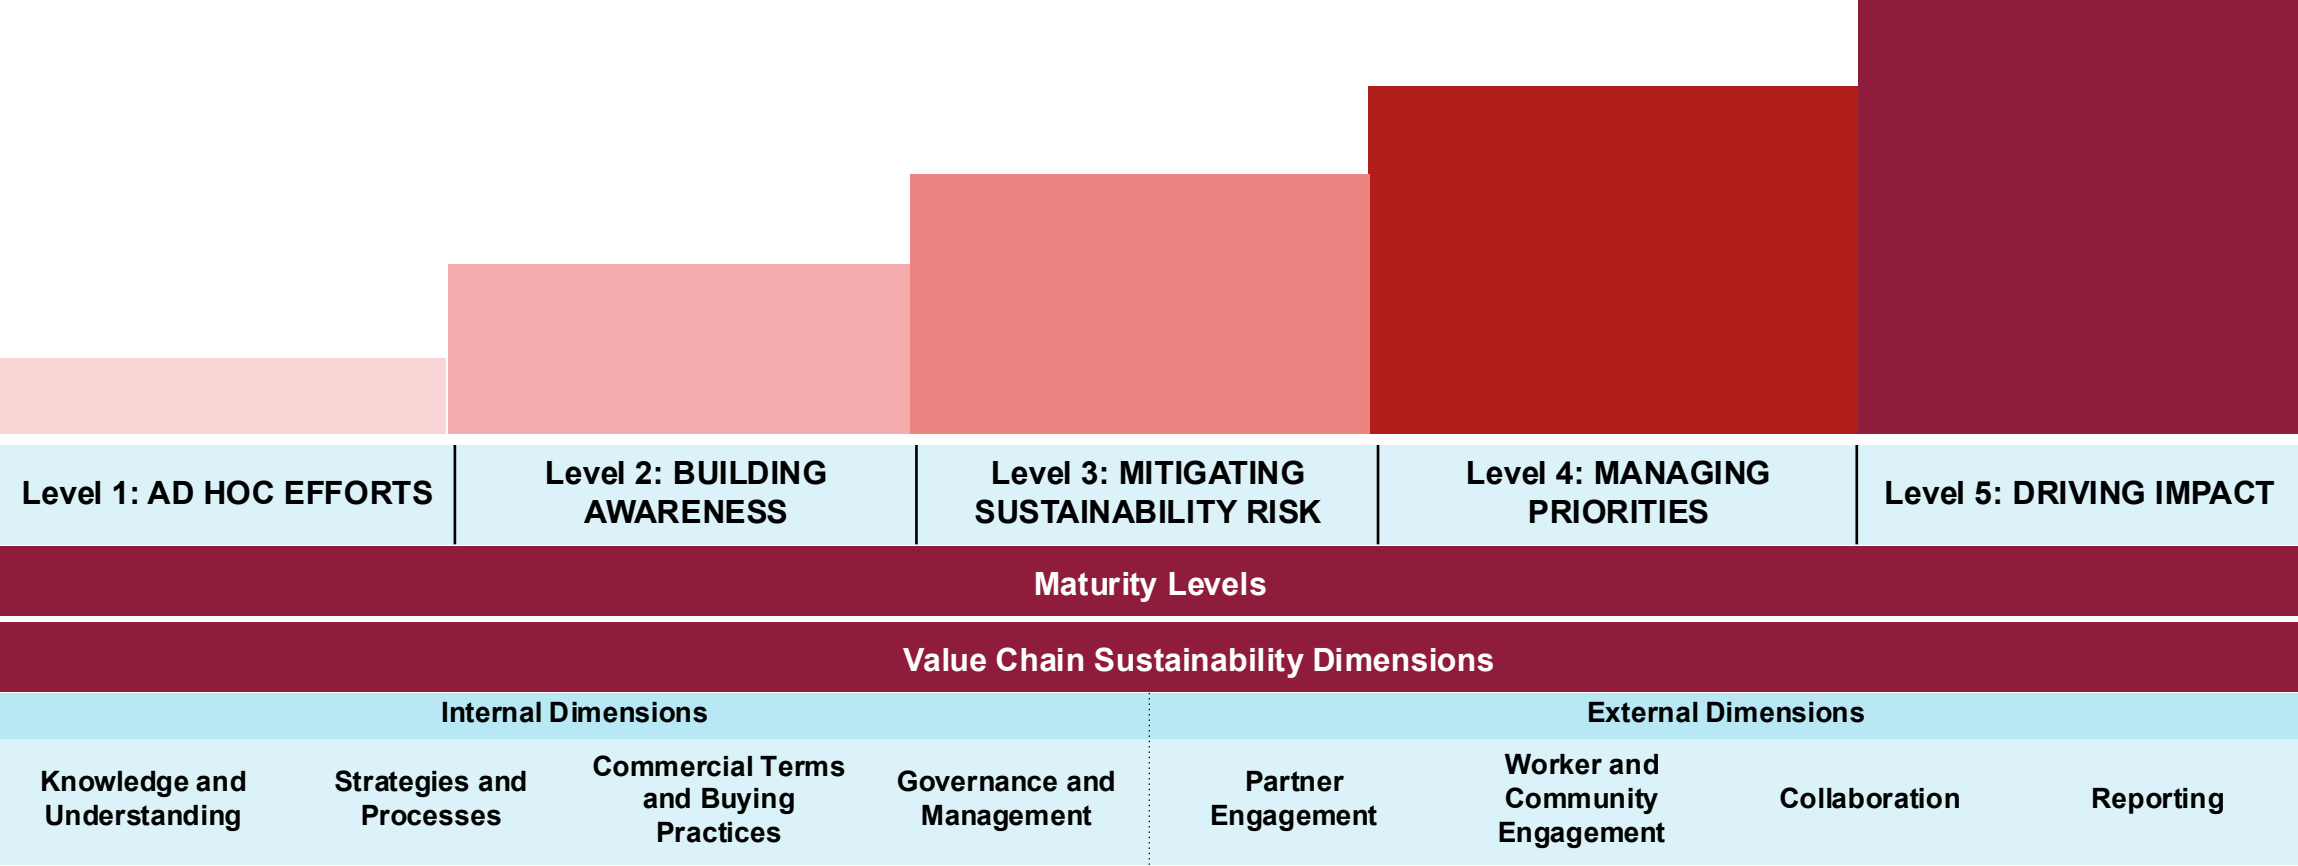 Level 1: AD HOC EFFORTS
Level 2: BUILDING
AWARENESS
Level 3: MITIGATING
SUSTAINABILITY RISK
Level 4: MANAGING
PRIORITIES
Level 5: DRIVING IMPACT
Maturity Levels
Value Chain Sustainability Dimensions
Internal Dimensions
External Dimensions
Knowledge and
Understanding
Strategies and
Processes
Commercial Terms
and Buying
Practices
Governance and
Management
Partner
Engagement
Worker and
Community
Engagement
Collaboration
Reporting